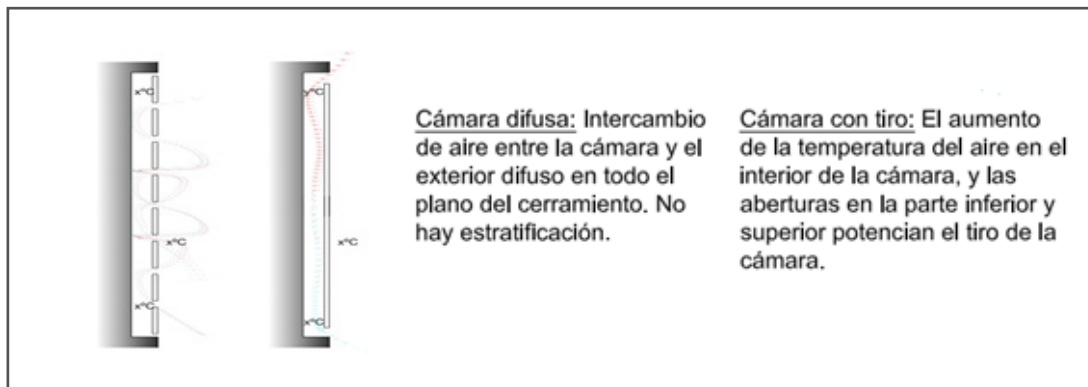 x°C
x°C
x°C
y°C
x°C
x°C
Cámara difusa: Intercambio
de aire entre la cámara y el
exterior difuso en todo el
plano del cerramiento. No
hay estratificación.
Cámara con tiro: El aumento
de la temperatura del aire en el
interior de la cámara, y las
aberturas en la parte inferior y
superior potencian el tiro de la
cámara.